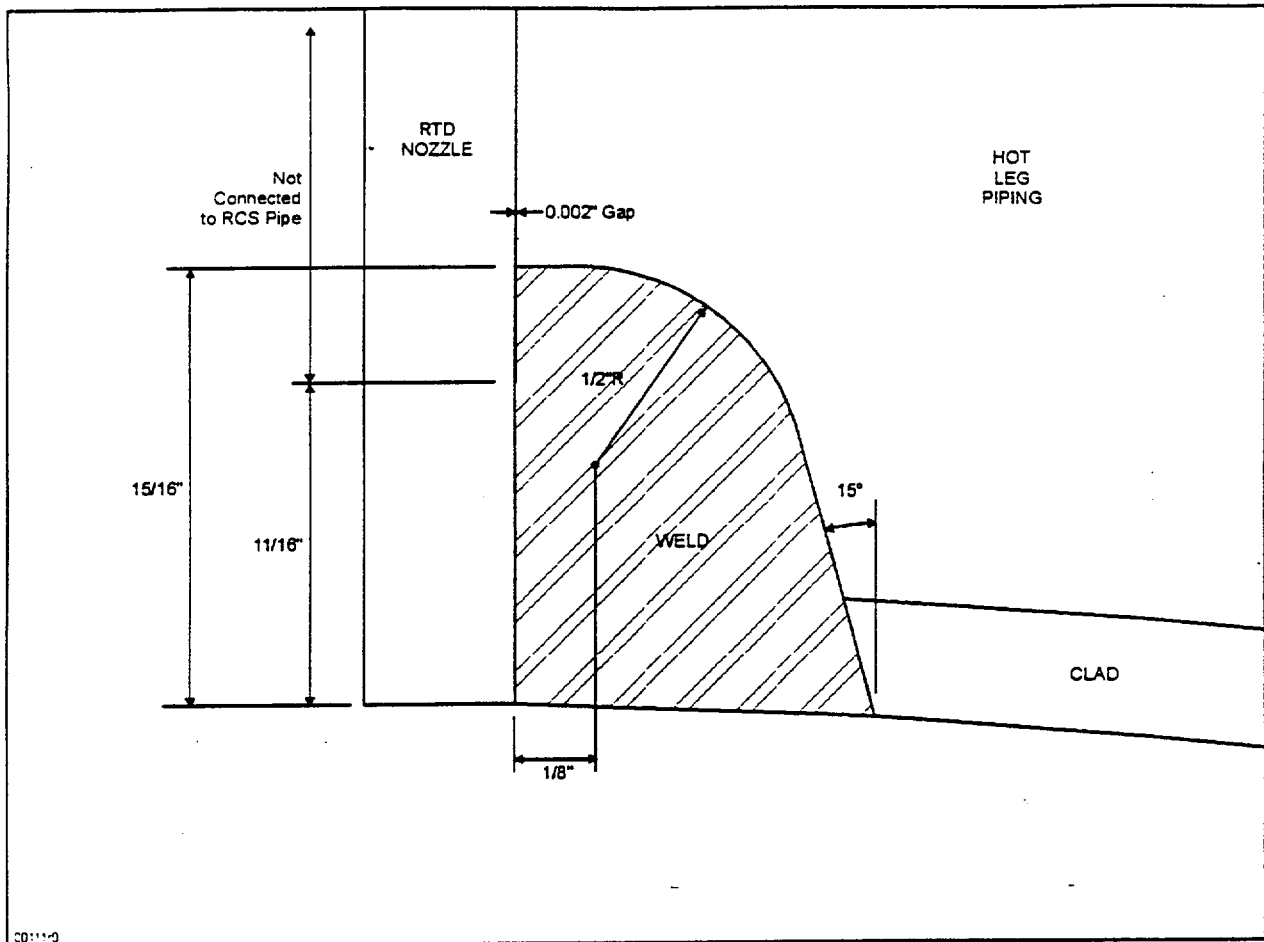 RTD
NOZZLE
HOT
LEG
PIPING
Not
Connected
to RCS Pipe
0.002" Gap
1/2"R
15/16"
15°
11/16"
WELD
CLAD
1/8"